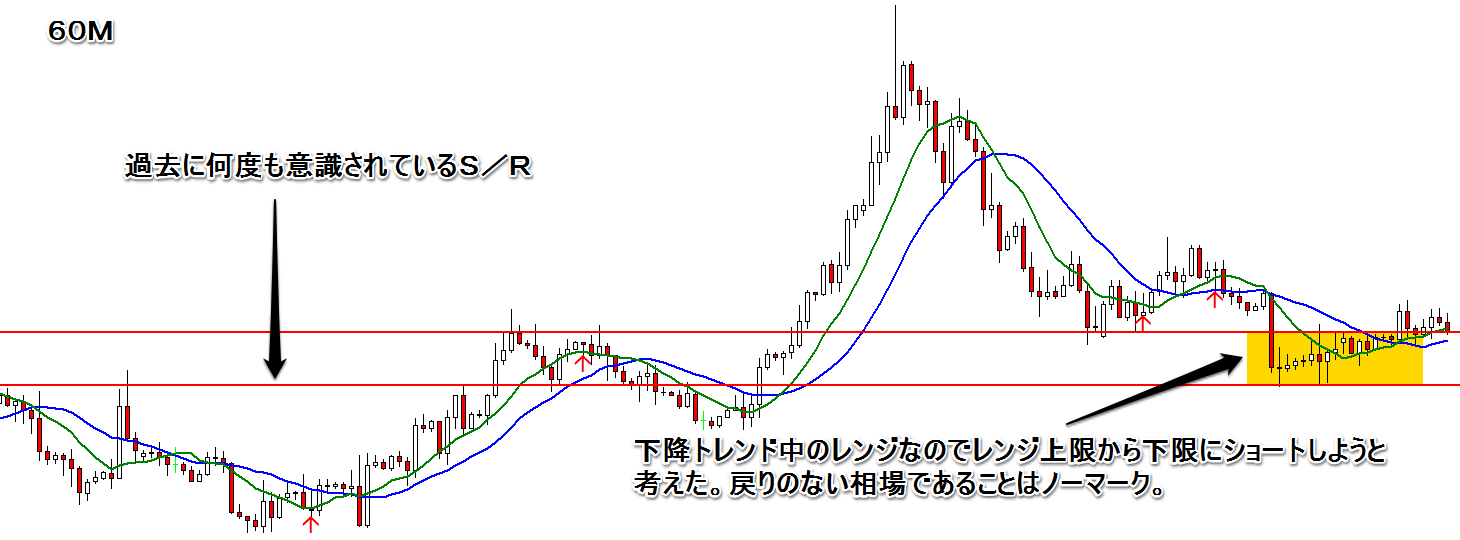 60M
過去に何度も意識されているS/R
下降トレンド中のレンジなのでレンジ上限から下限にショートしようと
考えた。戻りのない相場であることはノーマーク。